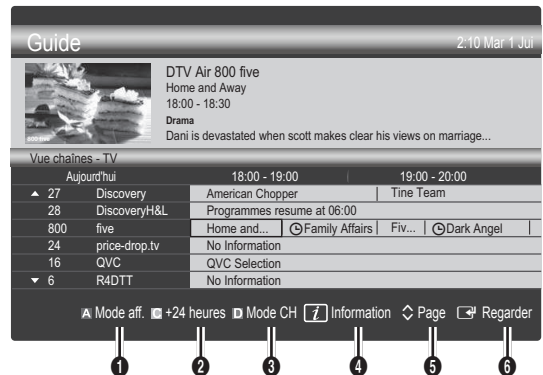 Guide 2:10 Mar 1 Jui
DTV Air 800 five
Home and Away
18:00 - 18:30
Drama
Dani is devastated when scott makes clear his views on marriage...
800 five
Vue chaînes - TV
Aujourd'hui 18:00 - 19:00 19:00 - 20:00
▲ 27 Discovery American Chopper Tine Team
28 DiscoveryH&L Programmes resume at 06:00
800 five Home and... Family Affairs Fiv... Dark Angel
24 price-drop.tv No Information
16 QVC QVC Selection
▼ 6 R4DTT No Information
A Mode aff. C +24 heures D Mode CH i Information Page Regarder
1 2 3 4 5 6